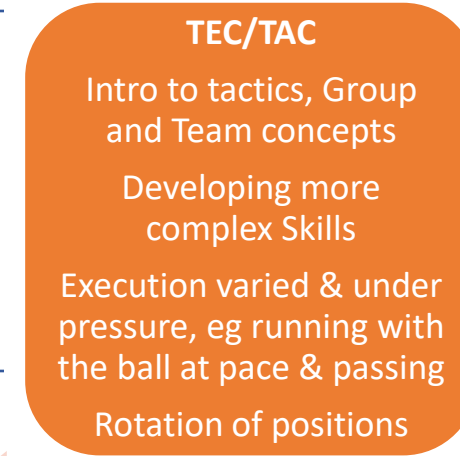 TEC/TAC
Intro to tactics, Group
and Team concepts
Developing more
complex Skills
Execution varied & under
pressure, eg running with
the ball at pace & passing
Rotation of positions